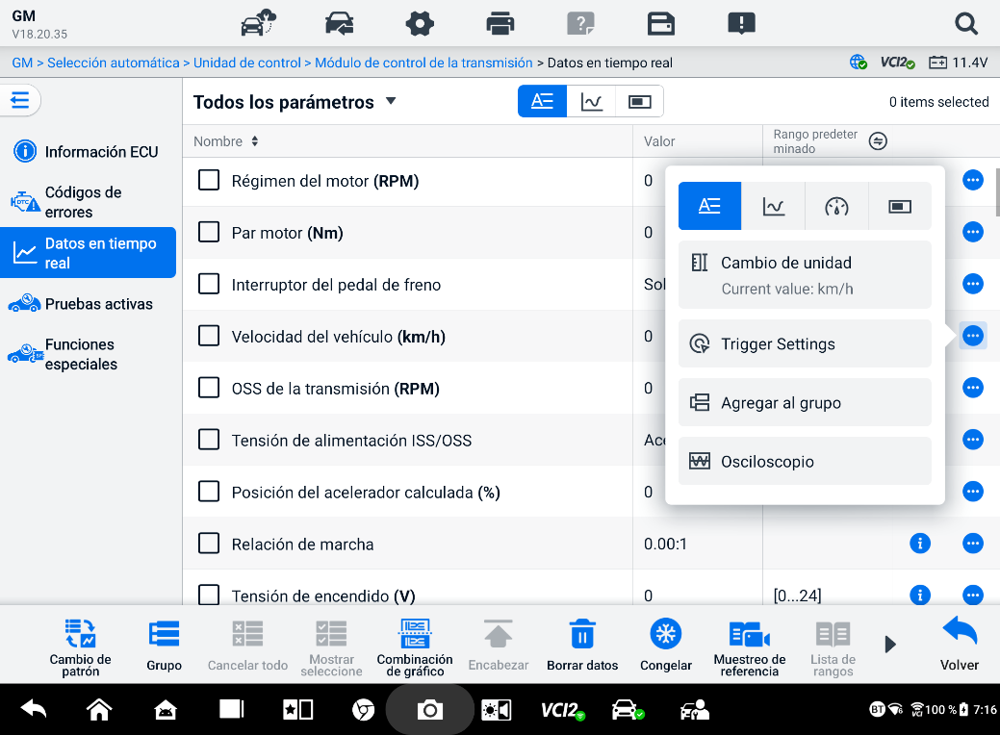 GM
V18.20.35
GM > Selección automática > Unidad de control > Módulo de control de la transmisión > Datos en tiempo real
VCI2
11.4V
Todos los parámetros
0 items selected
Información ECU
DTC
Códigos de
errores
Datos en tiempo
real
Pruebas activas
Funciones
especiales
Nombre
Valor
Rango predeter
minado
Régimen del motor (RPM)
0
Par motor (Nm)
0
Interruptor del pedal de freno
Sol
Velocidad del vehículo (km/h)
0
OSS de la transmisión (RPM)
0
Tensión de alimentación ISS/OSS
Posición del acelerador calculada (%)
0
Relación de marcha
0.00:1
Tensión de encendido (V)
0
[0...24]
Cambio de unidad
Current value: km/h
Trigger Settings
Agregar al grupo
Osciloscopio
Cambio de
patrón
Grupo
Cancelar todo
Mostrar
seleccione
Combinación
de gráfico
Encabezar
Borrar datos
Congelar
Muestreo de
referencia
Lista de
rangos
Volver
VCI2
BT
100 %
7:16